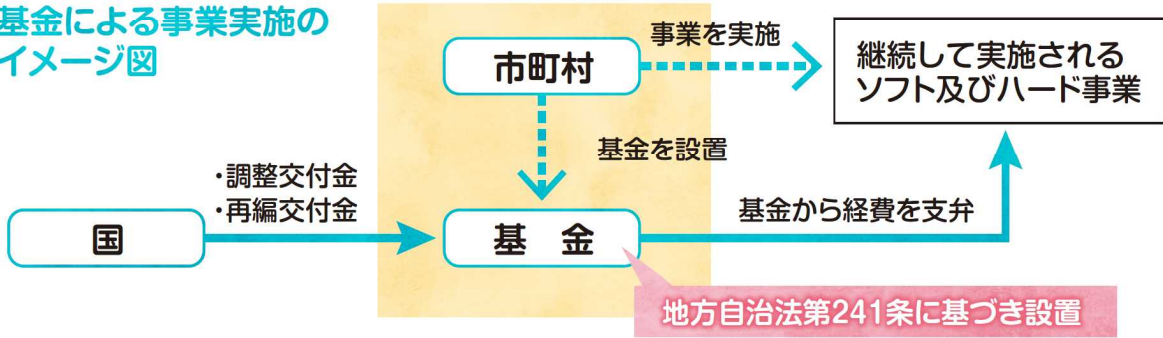 基金による事業実施の
イメージ図
市町村
事業を実施
継続して実施される
ソフト及びハード事業
基金を設置
・調整交付金
・再編交付金
国
基 金
基金から経費を支弁
地方自治法第241条に基づき設置